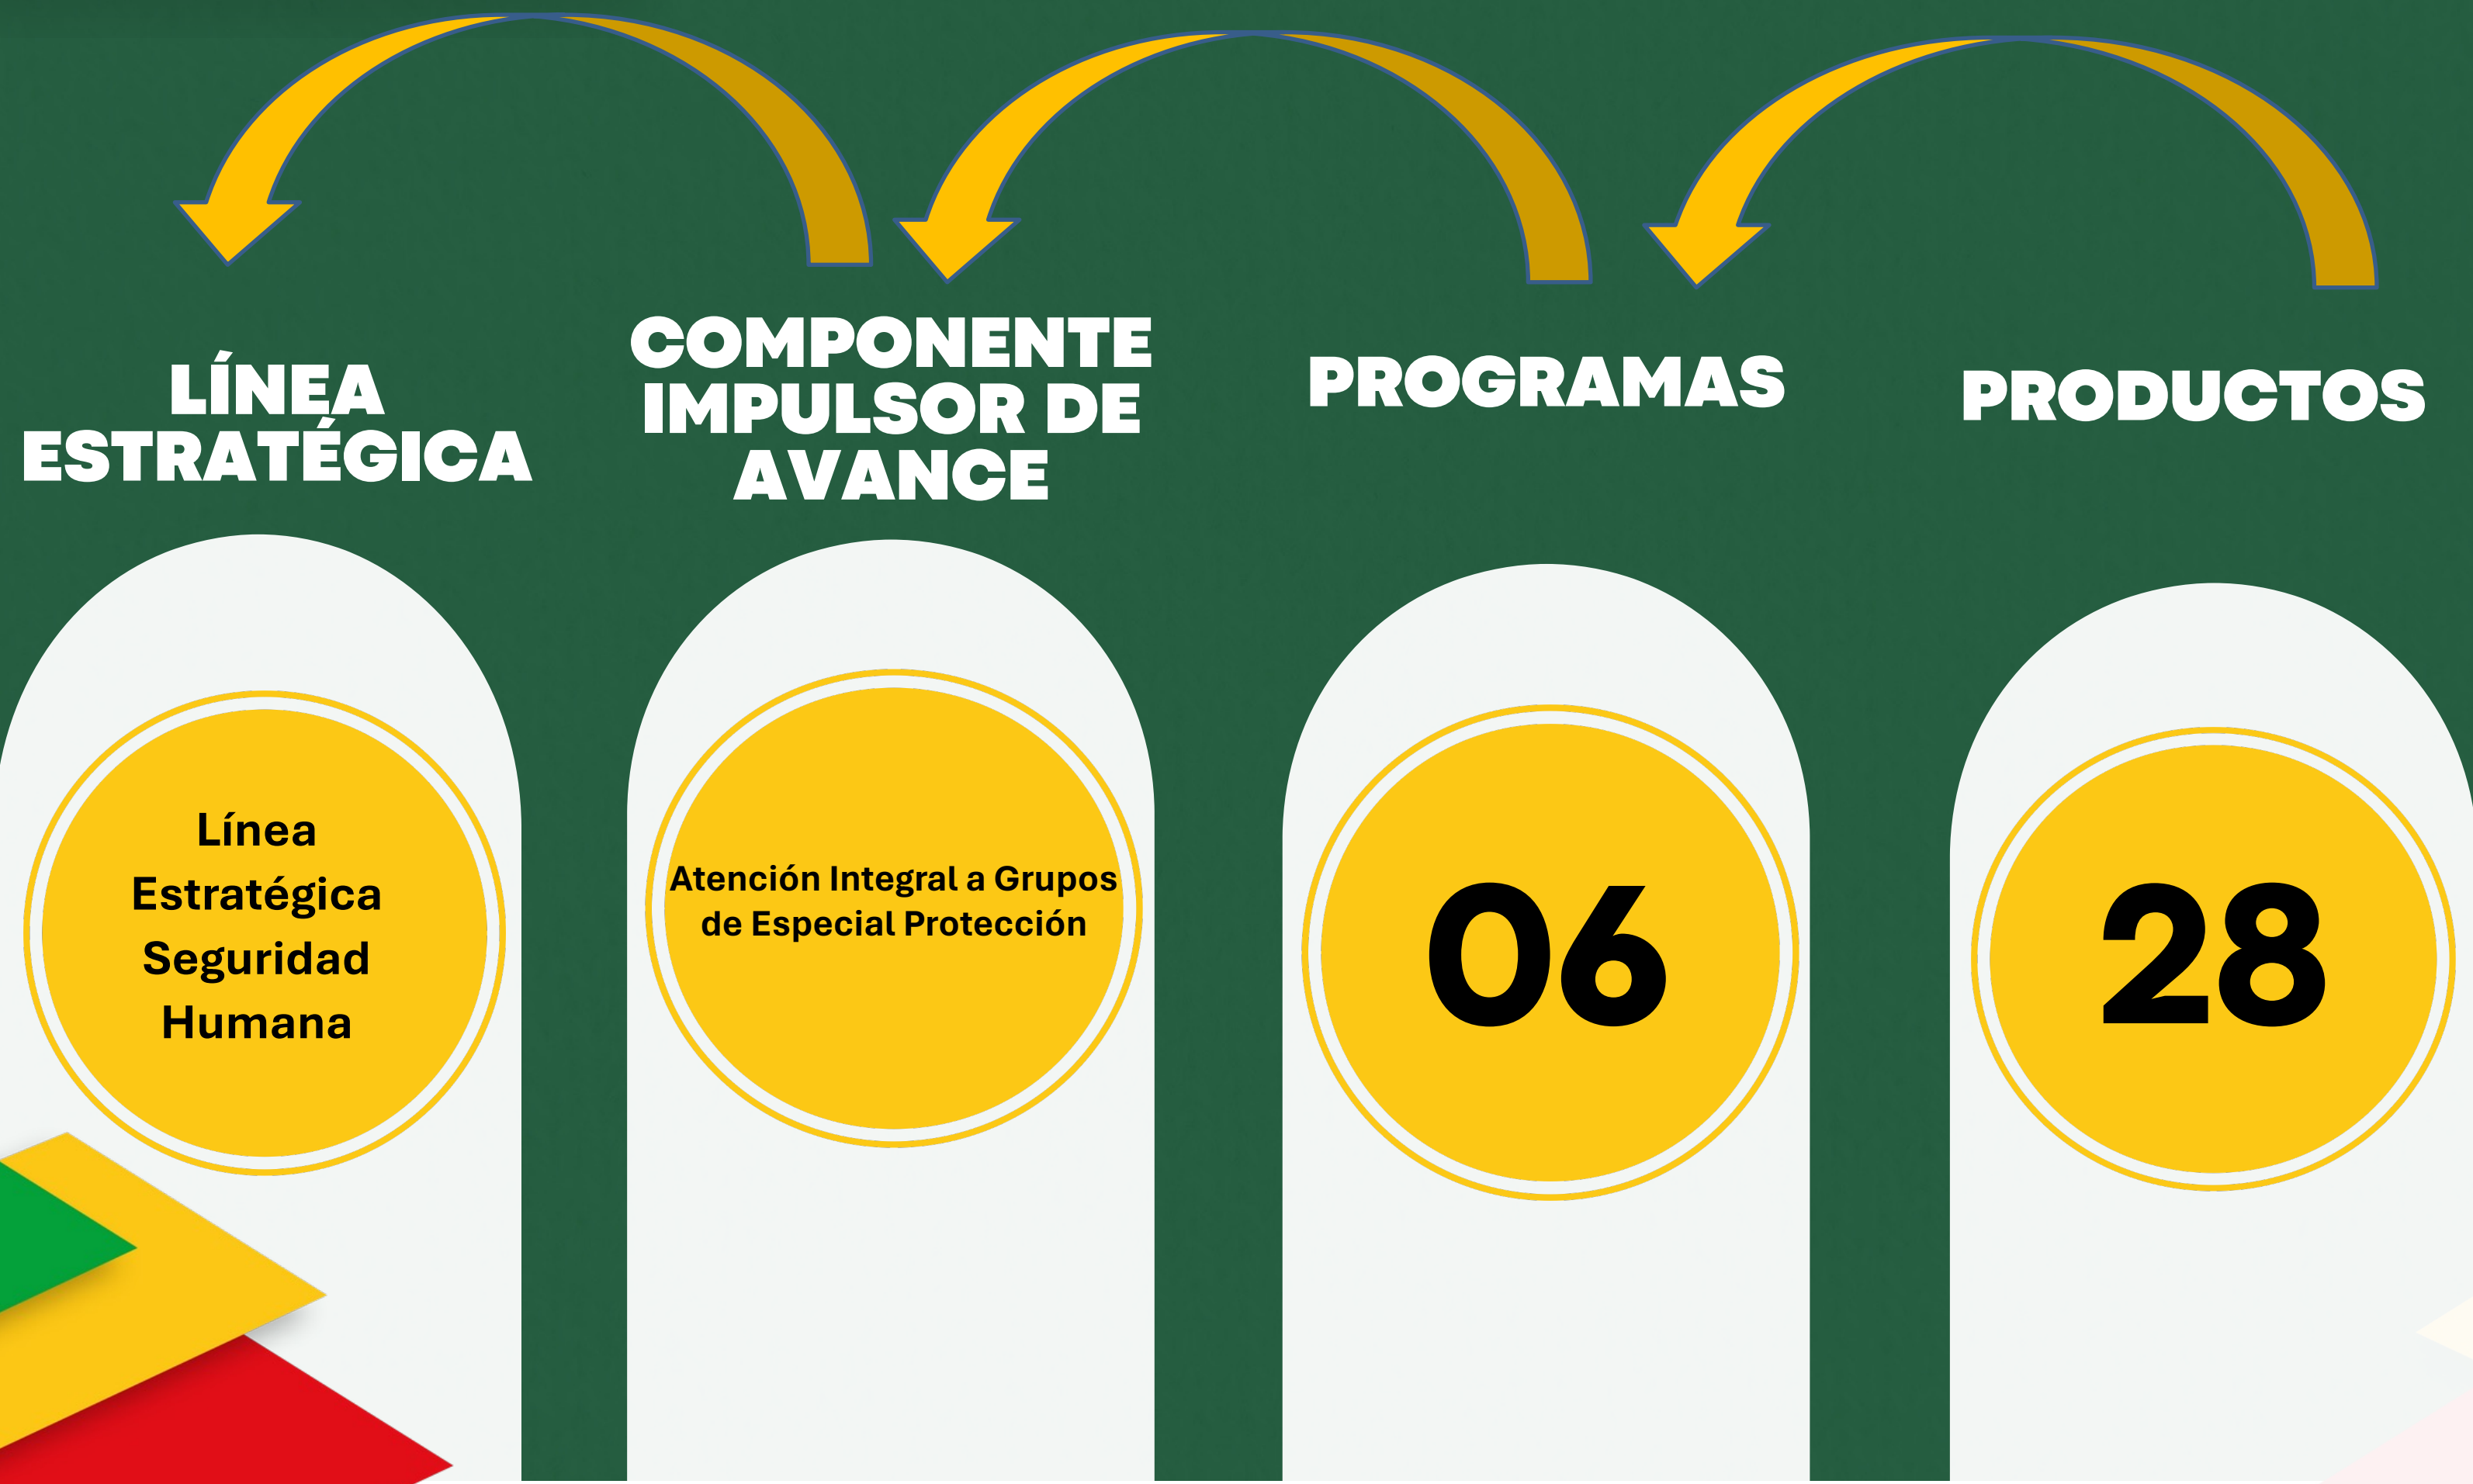 LÍNEA
ESTRATÉGICA
COMPONENTE
IMPULSOR DE
AVANCE
PROGRAMAS
PRODUCTOS
Línea
Estratégica
Seguridad
Humana
Atención Integral a Grupos
de Especial Protección
06
28